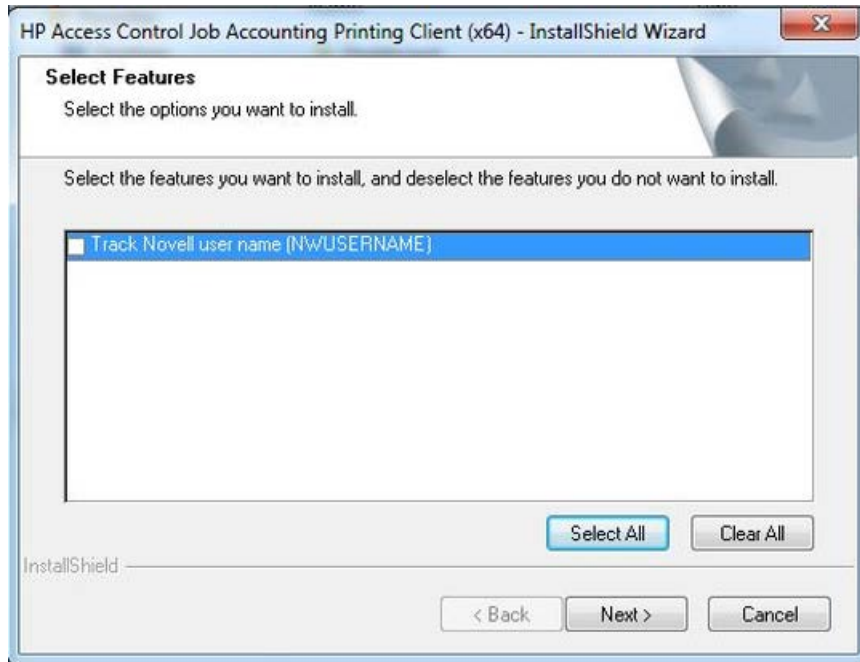 HP Access Control Job Accounting Printing Client (x64) - InstallShield Wizard
Select Features
Select the options you want to install.
Select the features you want to install, and deselect the features you do not want to install.
Track Novell user name (NWUSERNAME)
Select All
Clear All
InstallShield
< Back
Next >
Cancel